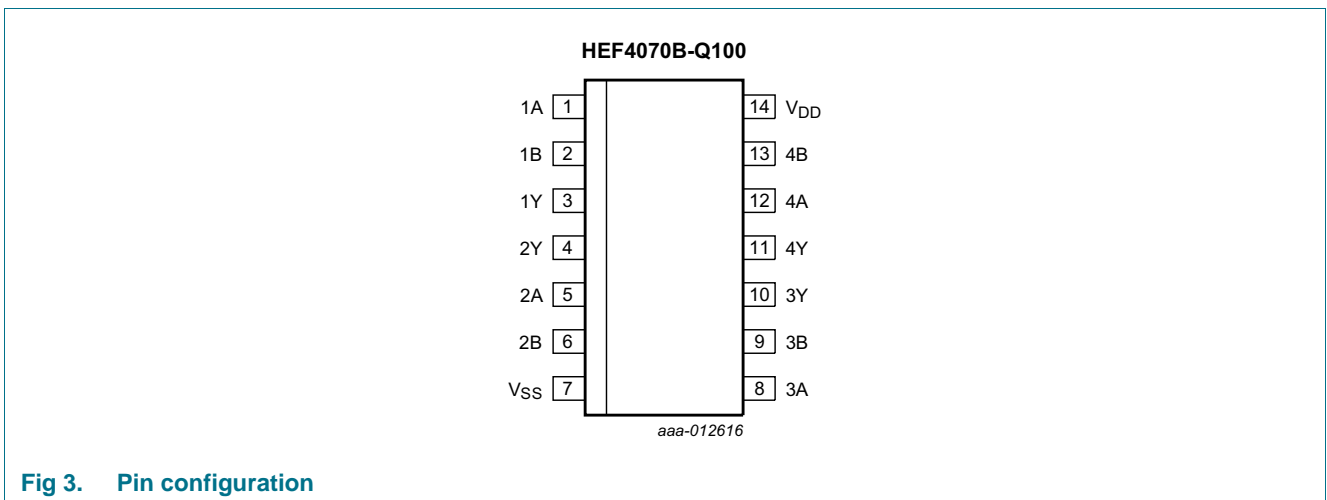 HEF4070B-Q100
1A 1 14 VDD
1B 2 13 4B
1Y 3 12 4A
2Y 4 11 4Y
2A 5 10 3Y
2B 6 9 3B
VSS 7 8 3A
aaa-012616
Fig 3. Pin configuration